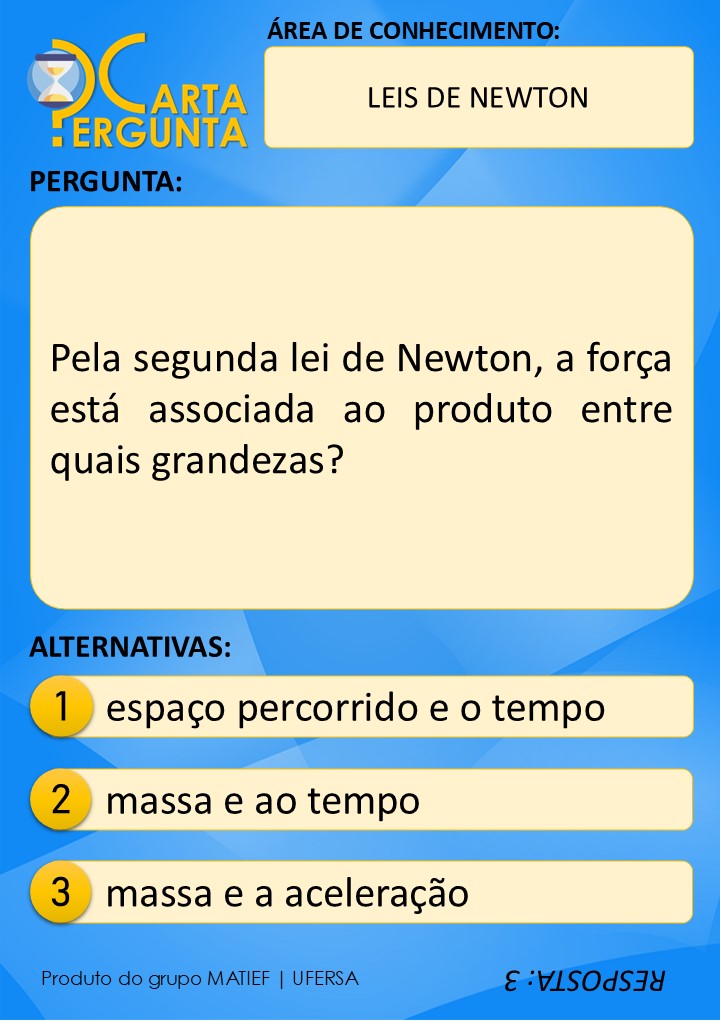 ÁREA DE CONHECIMENTO:
CARTA
PERGUNTA
LEIS DE NEWTON
PERGUNTA:
Pela segunda lei de Newton, a força
está associada ao produto entre
quais grandezas?
ALTERNATIVAS:
1 espaço percorrido e o tempo
2 massa e ao tempo
3 massa e a aceleração
Produto do grupo MATIEF | UFERSA
RESPOSTA: 3